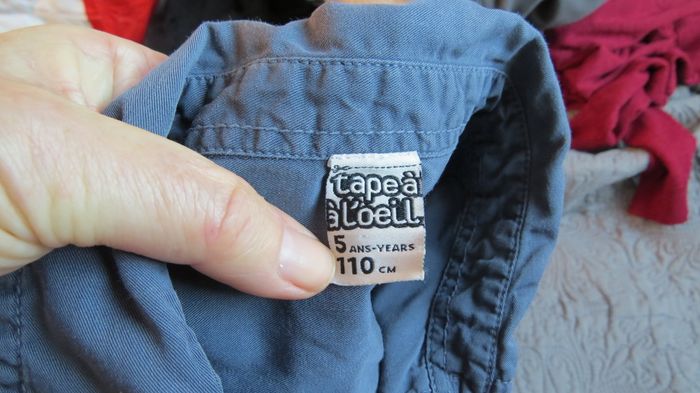 tape à
à l'oeil
5 ANS-YEARS
110 CM